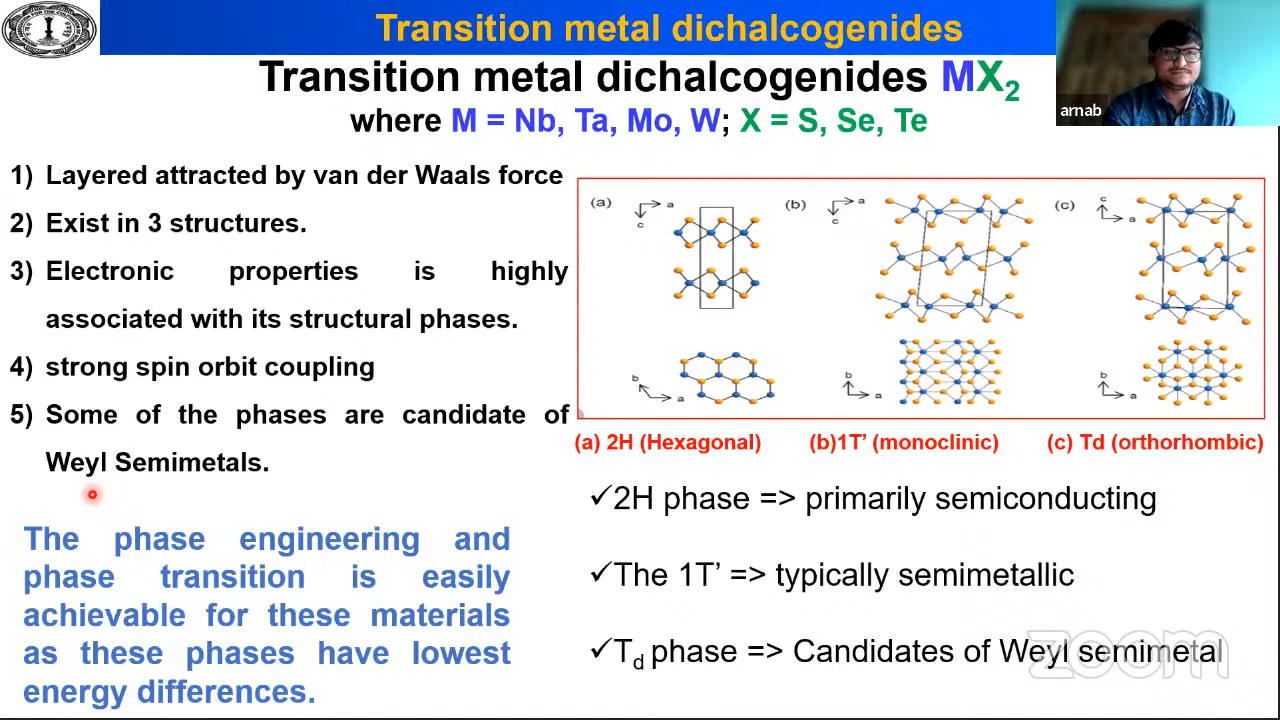 Transition metal dichalcogenides
Transition metal dichalcogenides MX2
where M = Nb, Ta, Mo, W; X = S, Se, Te
arnab
1) Layered attracted by van der Waals force
2) Exist in 3 structures.
3) Electronic properties is highly
associated with its structural phases.
4) strong spin orbit coupling
5) Some of the phases are candidate of
Weyl Semimetals.
The phase engineering and
phase transition is easily
achievable for these materials
as these phases have lowest
energy differences.
(a) a c (b) a c (c) c a
b a b a b a
(a) 2H (Hexagonal) (b)1T’ (monoclinic) (c) Td (orthorhombic)
✓2H phase => primarily semiconducting
✓The 1T’ => typically semimetallic
✓Td phase => Candidates of Weyl semimetal
zoom